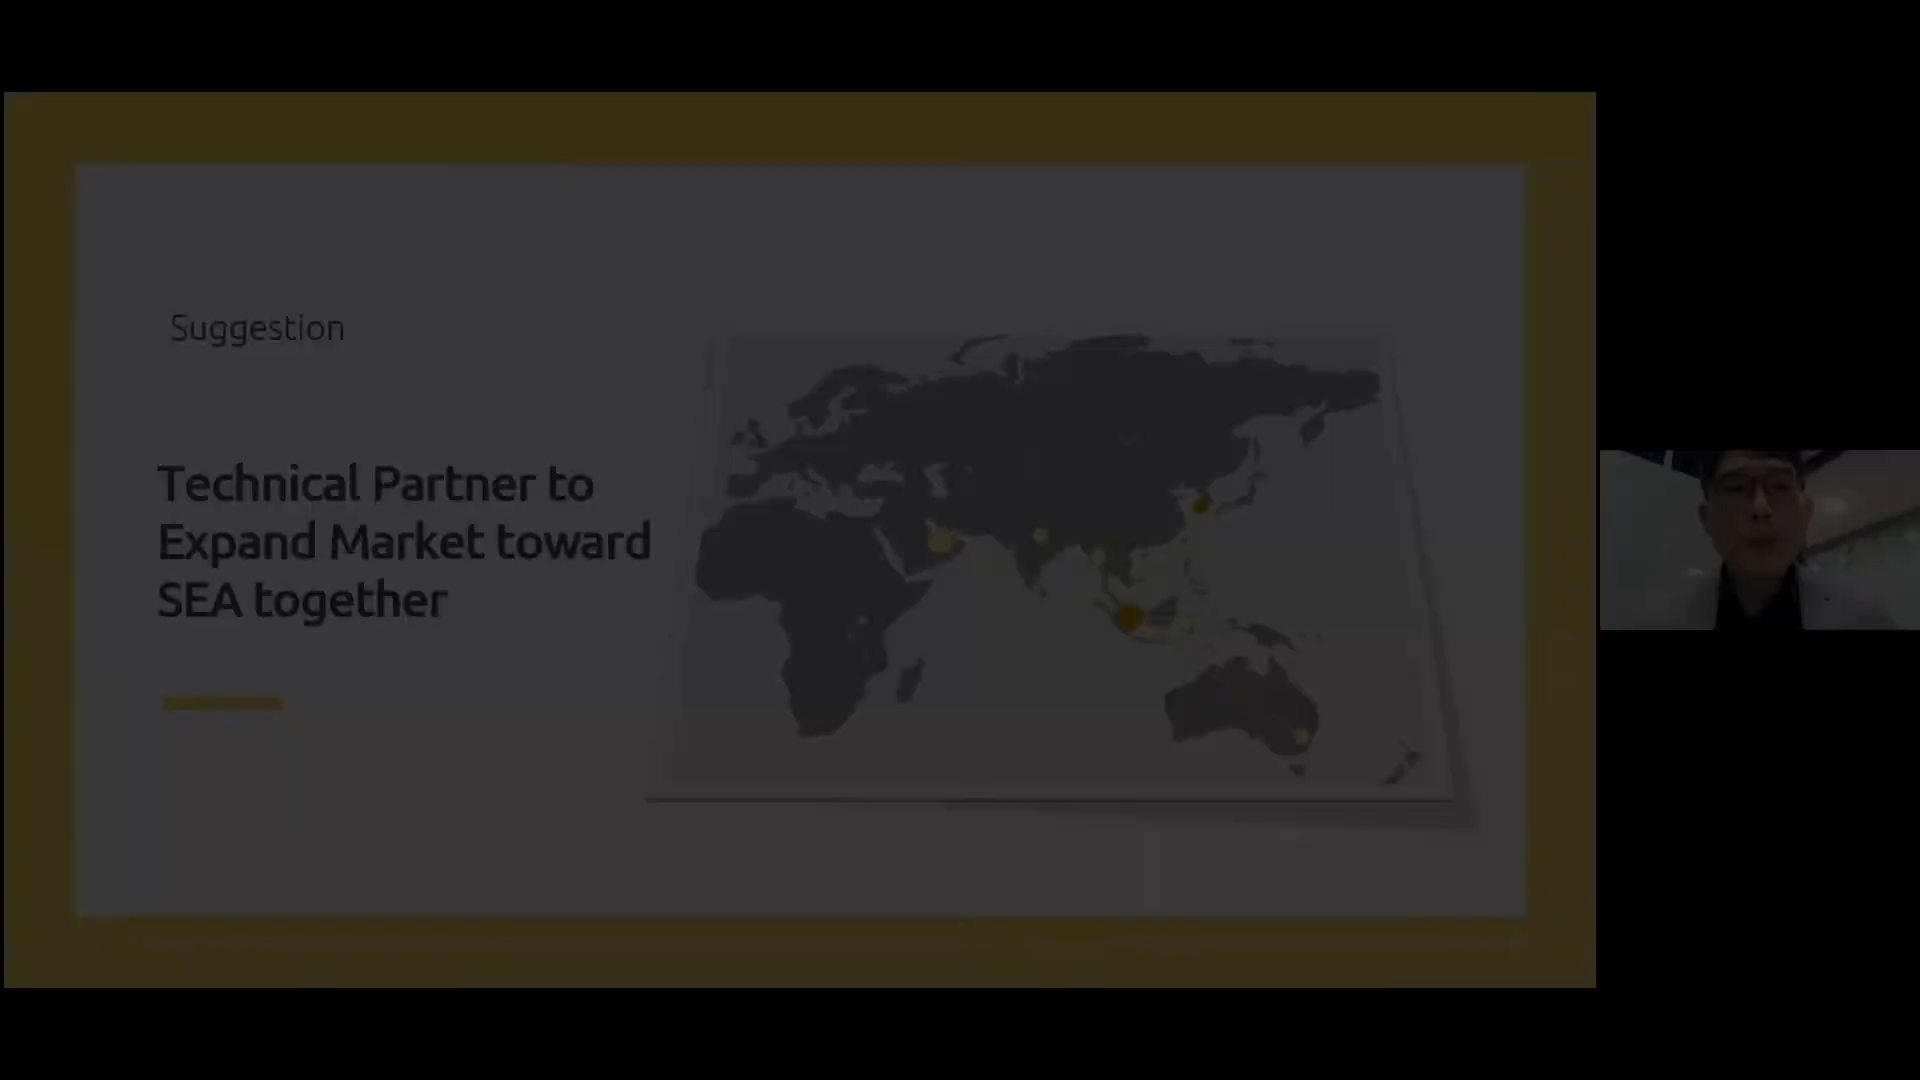 Suggestion
Technical Partner to
Expand Market toward
SEA together